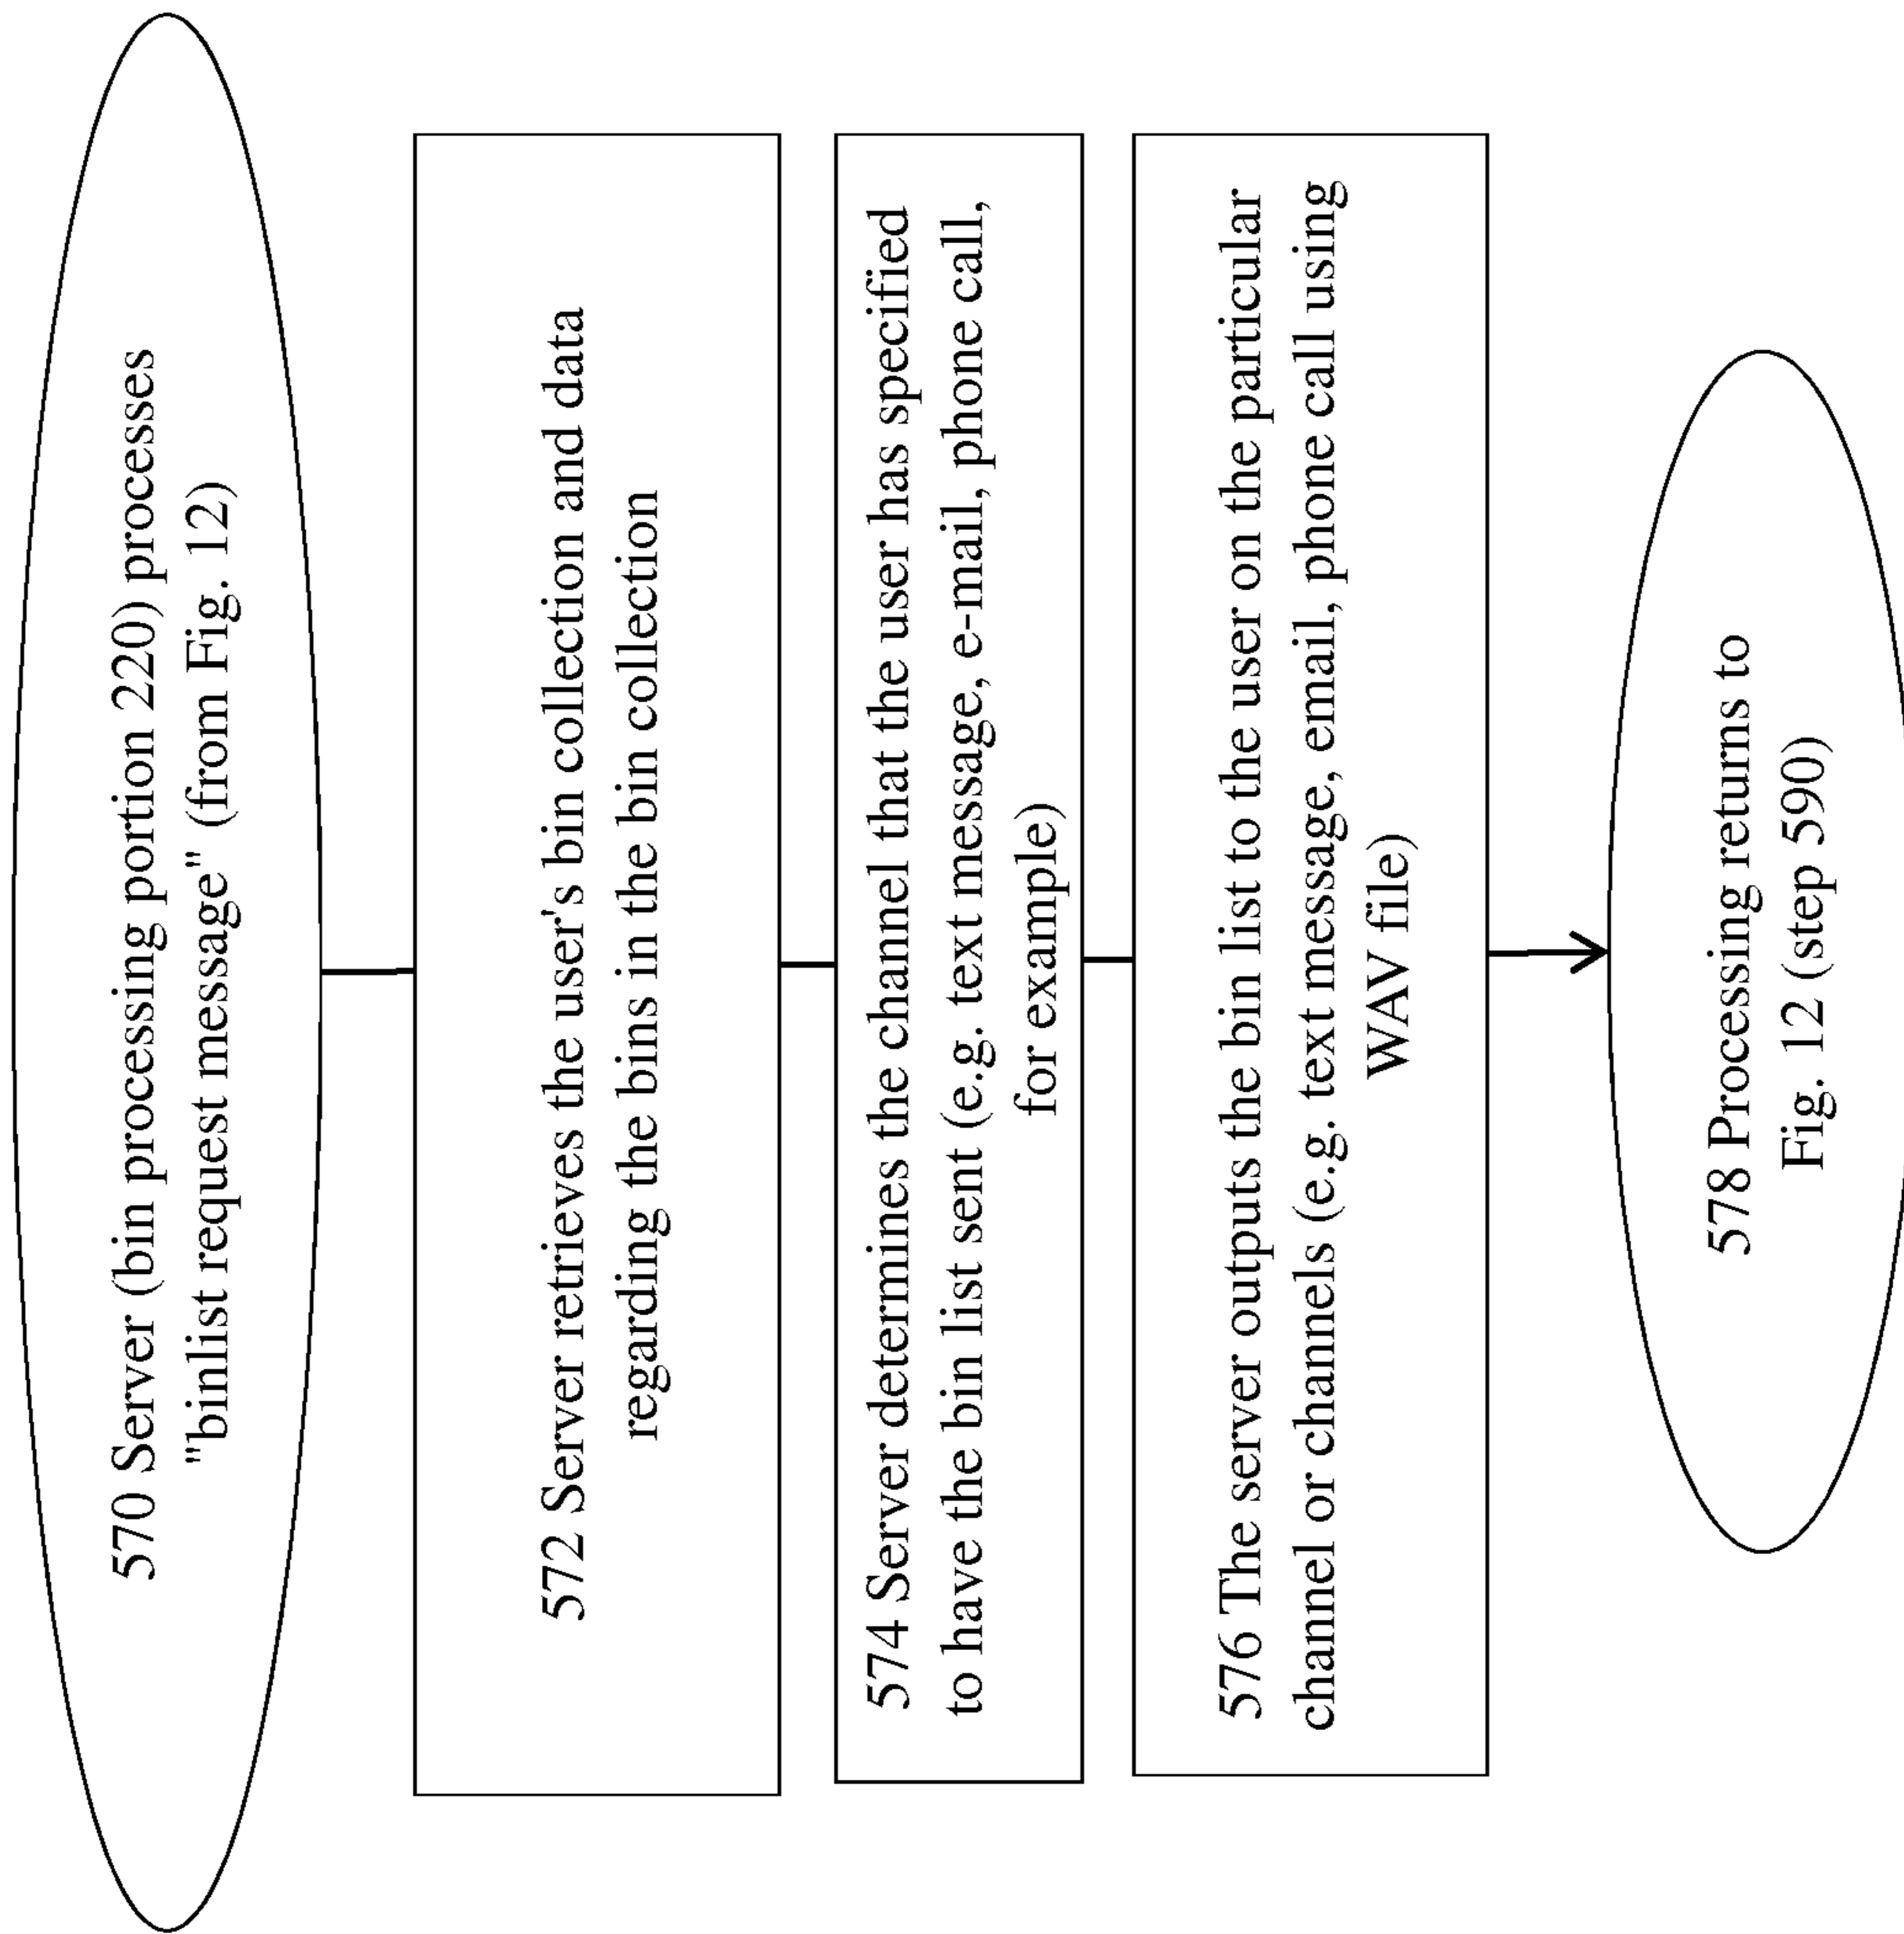 570 Server (bin processing portion 220) processes
"binlist request message" (from Fig. 12)
572 Server retrieves the user's bin collection and data
regarding the bins in the bin collection
574 Server determines the channel that the user has specified
to have the bin list sent (e.g. text message, e-mail, phone call,
for example)
576 The server outputs the bin list to the user on the particular
channel or channels (e.g. text message, email, phone call using
WAV file)
578 Processing returns to
Fig. 12 (step 590)